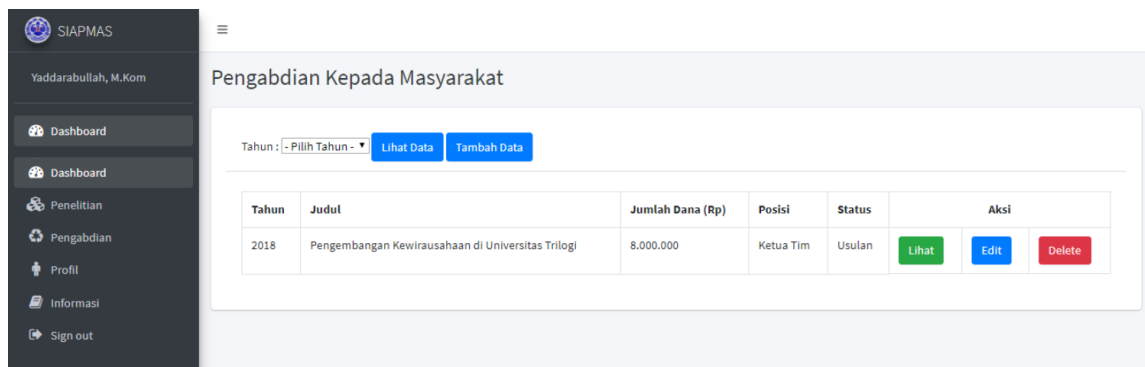 SIAPMAS
Yaddarabullah, M.Kom
Dashboard
Dashboard
Penelitian
Pengabdian
Profil
Informasi
Sign out
Pengabdian Kepada Masyarakat
Tahun : - Pilih Tahun - Lihat Data Tambah Data
Tahun Judul Jumlah Dana (Rp) Posisi Status Aksi
2018 Pengembangan Kewirausahaan di Universitas Trilogi 8.000.000 Ketua Tim Usulan Lihat Edit Delete